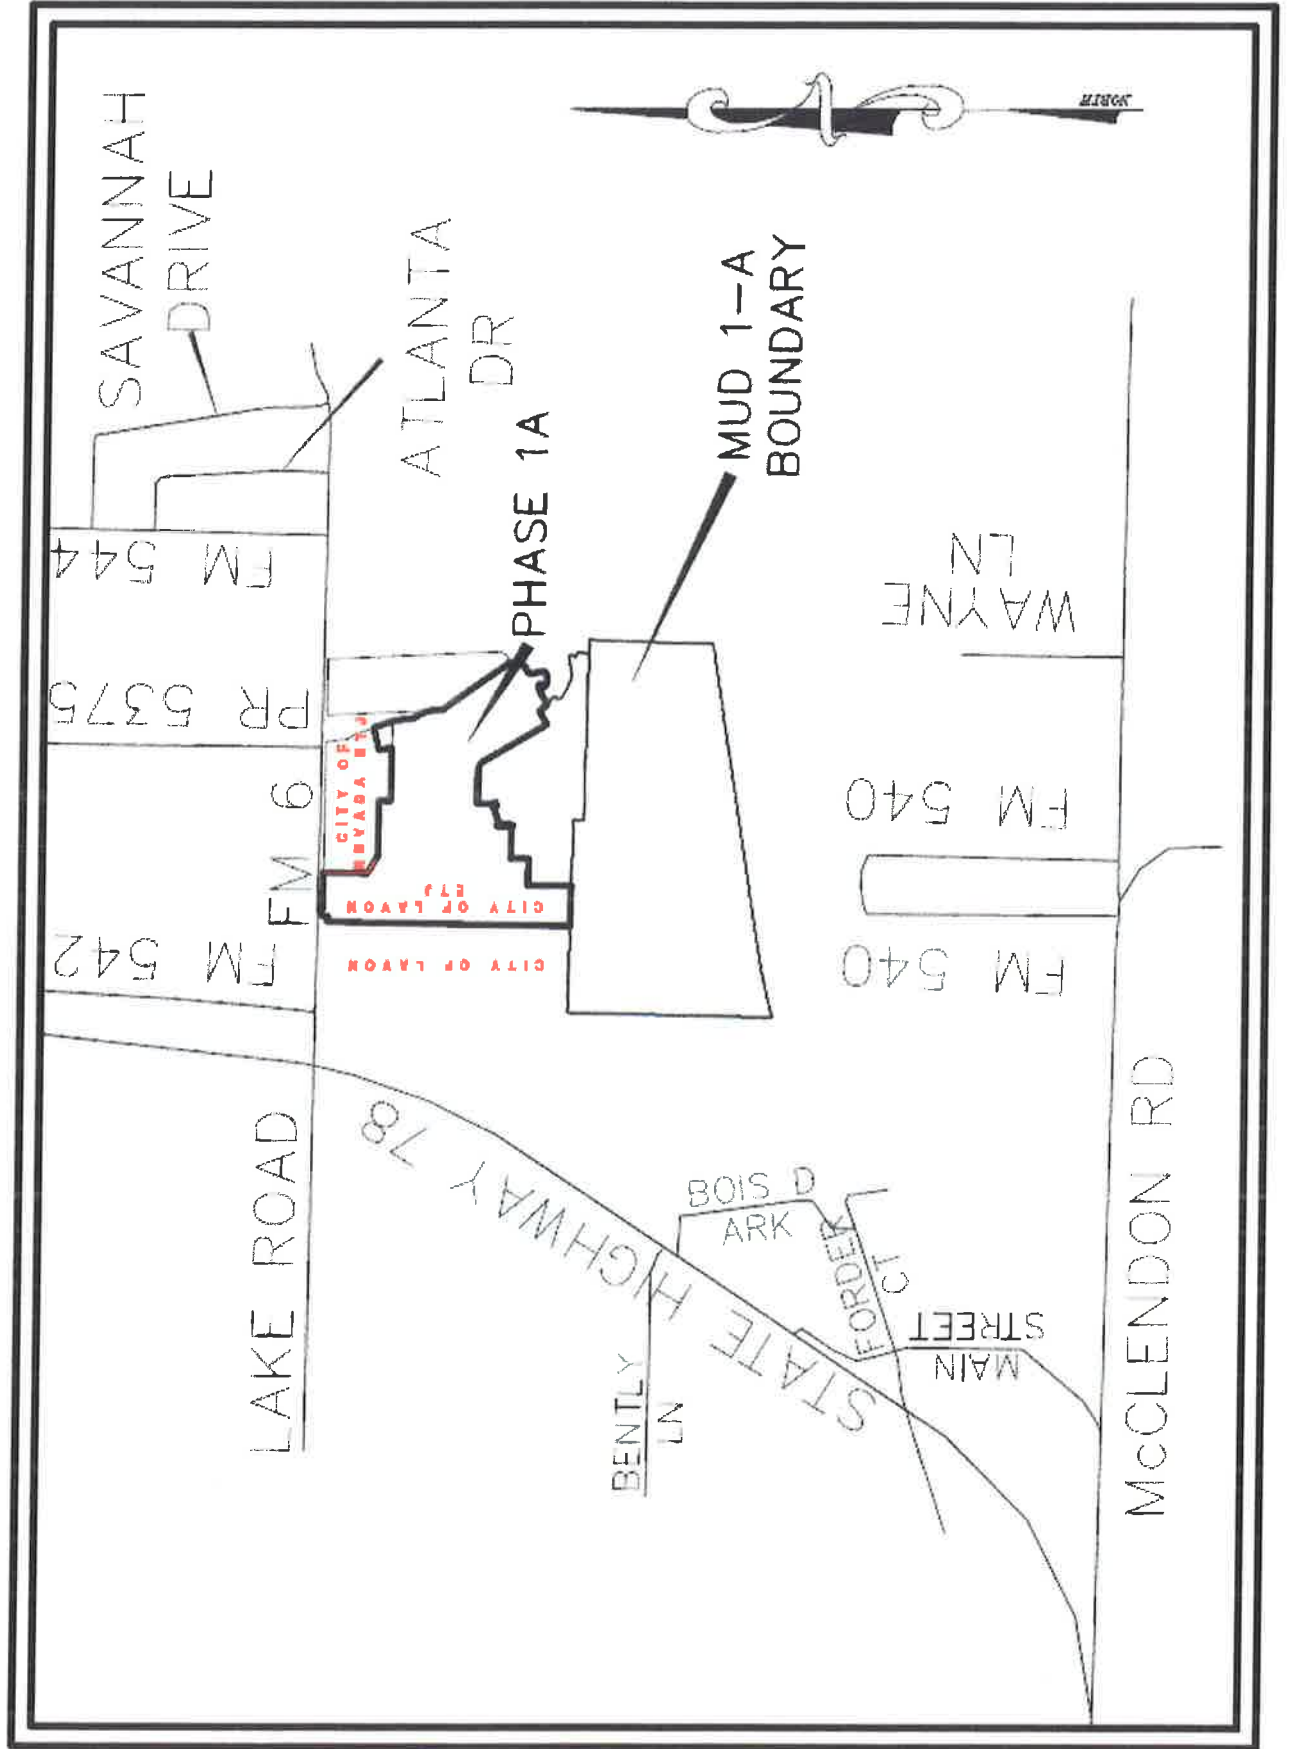 SAVANNAH
DRIVE
ATLANTA
DR
NORTH
FM 544
PHASE 1A
MUD 1-A
BOUNDARY
PR 5375
WAYNE
LN
FM 6
CITY OF
NEVADA ETJ
CITY OF LAVON
ETJ
CITY OF LAVON
FM 542
FM 540
FM 540
LAKE ROAD
STATE HIGHWAY 78
BOIS D
ARK
FORDER
CT
BENTLY
LN
MAIN
STREET
McCLENDON RD